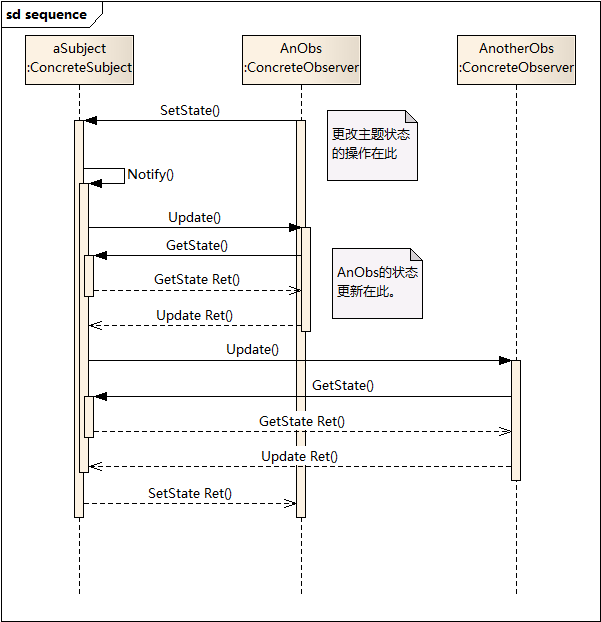 sd sequence
aSubject
:ConcreteSubject
AnObs
:ConcreteObserver
AnotherObs
:ConcreteObserver
SetState()
更改主题状态
的操作在此
Notify()
Update()
GetState()
AnObs的状态
更新在此。
GetState Ret()
Update Ret()
Update()
GetState()
GetState Ret()
Update Ret()
SetState Ret()